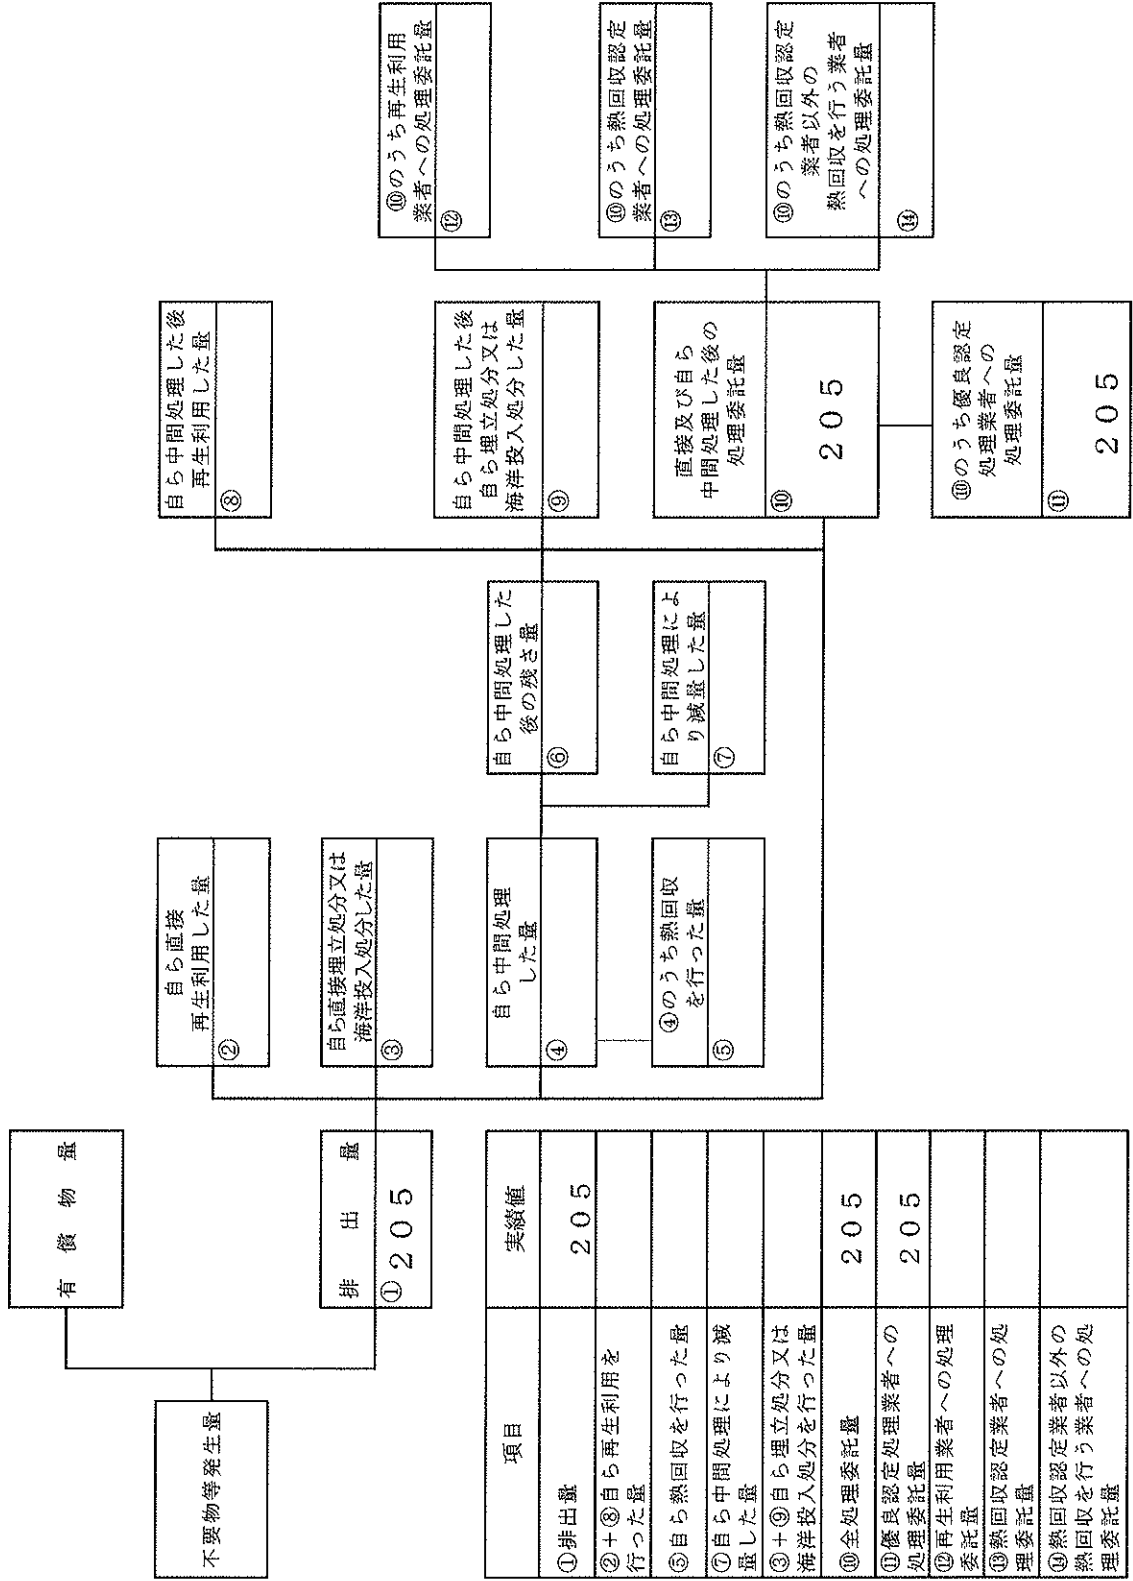 不要物等発生量
有償物量
排出量
①205
自ら直接
再生利用した量
②
自ら直接埋立処分又は
海洋投入処分した量
③
自ら中間処理
した量
④
④のうち熱回収
を行った量
⑤
自ら中間処理した
後の残さ量
⑥
自ら中間処理によ
り減量した量
⑦
自ら中間処理した後
再生利用した量
⑧
自ら中間処理した後
自ら埋立処分又は
海洋投入処分した量
⑨
直接及び自ら
中間処理した後の
処理委託量
⑩
205
⑩のうち優良認定
処理業者への
処理委託量
⑪
205
⑩のうち再生利用
業者への処理委託量
⑫
⑩のうち熱回収認定
業者への処理委託量
⑬
⑩のうち熱回収認定
業者以外の
熱回収を行う業者
への処理委託量
⑭
項目 実績値
①排出量 205
②+⑧自ら再生利用を
行った量
⑤自ら熱回収を行った量
⑦自ら中間処理により減
量した量
③+⑨自ら埋立処分又は
海洋投入処分を行った量
⑩全処理委託量 205
⑪優良認定処理業者への
処理委託量 205
⑫再生利用業者への処理
委託量
⑬熱回収認定業者への処
理委託量
⑭熱回収認定業者以外の
熱回収を行う業者への処
理委託量